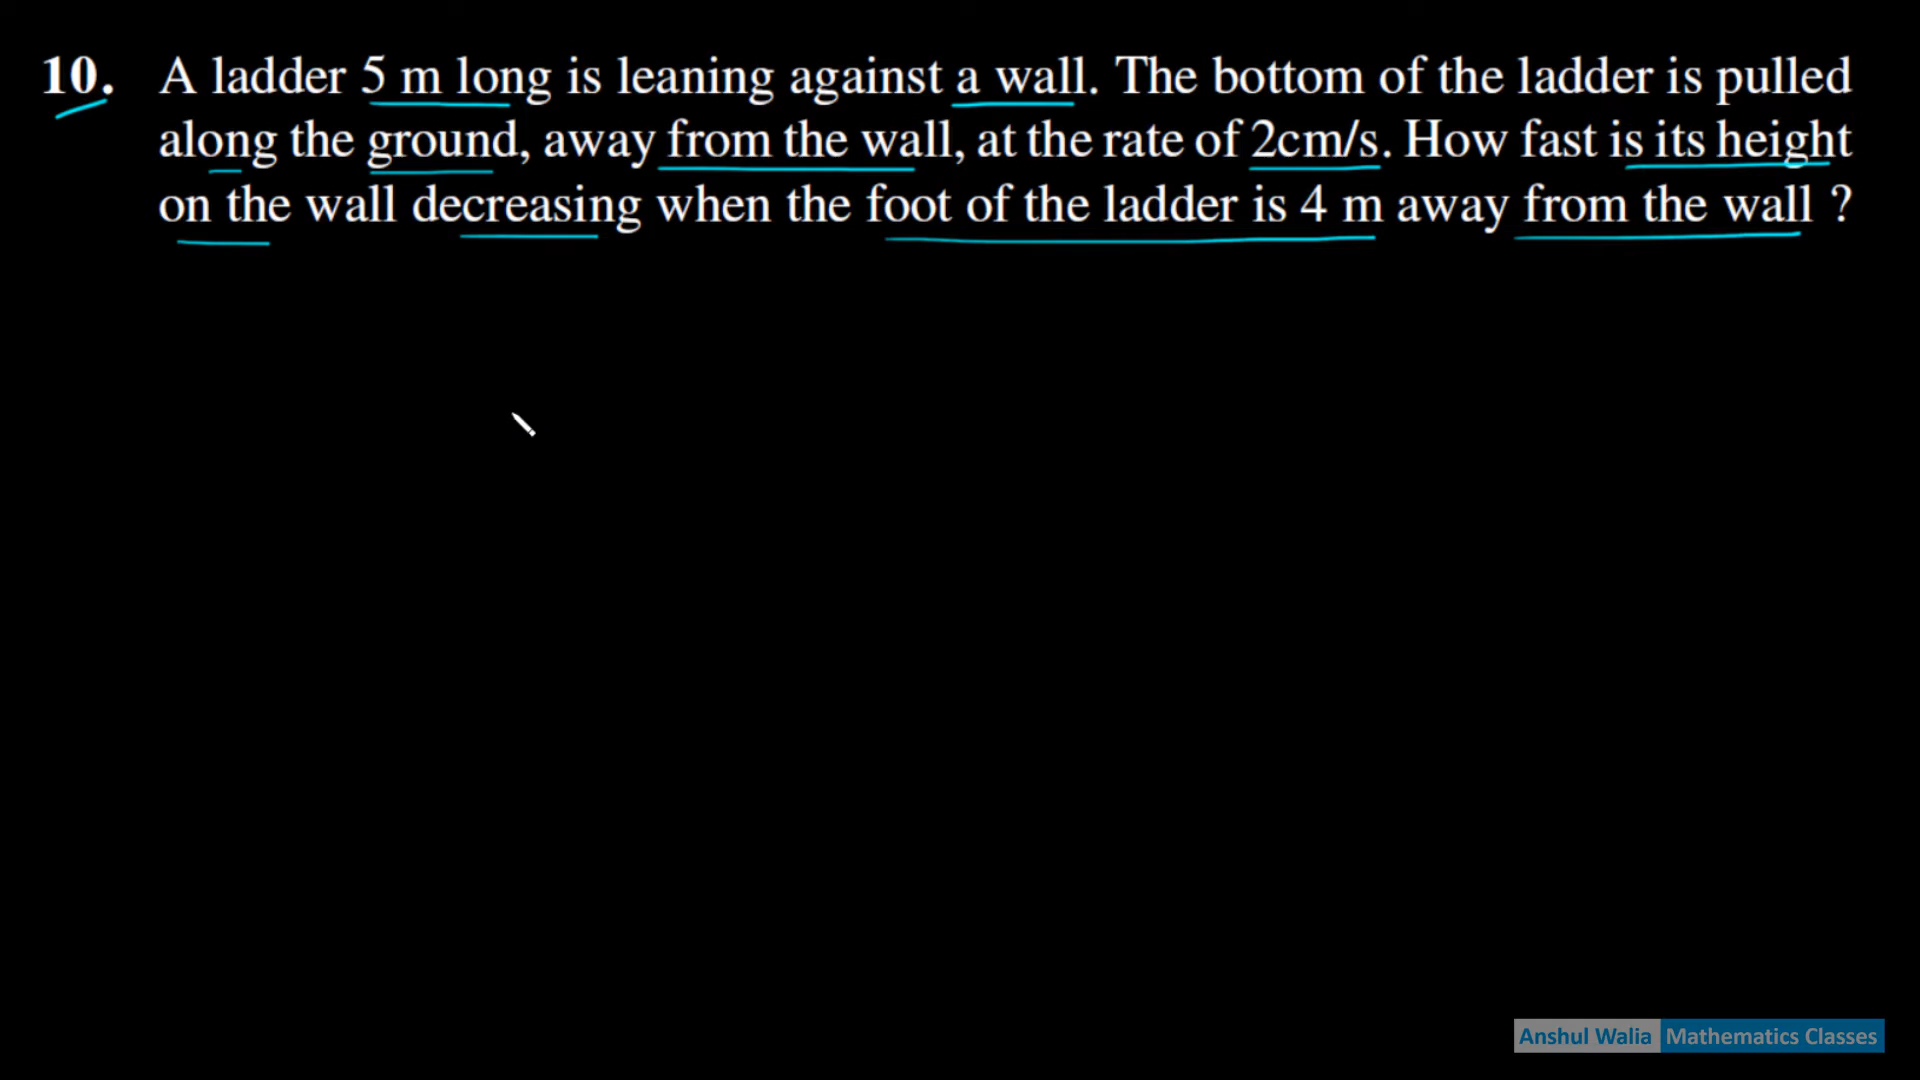 10. A ladder 5 m long is leaning against a wall. The bottom of the ladder is pulled
along the ground, away from the wall, at the rate of 2cm/s. How fast is its height
on the wall decreasing when the foot of the ladder is 4 m away from the wall ?
Anshul Walia Mathematics Classes